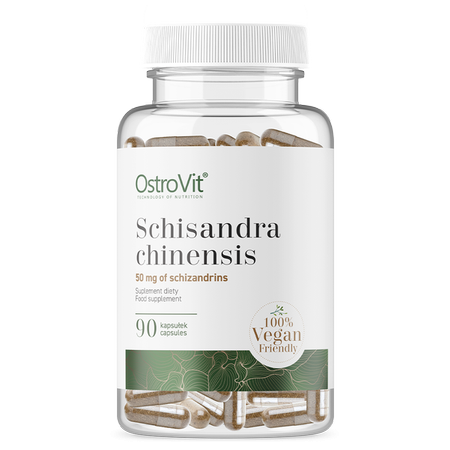 OstroVit®
TECHNOLOGY OF NUTRITION
Schisandra
chinensis
50 mg of schizandrins
Suplement diety
Food supplement
90 kapsułek
capsules
100%
Vegan
Friendly